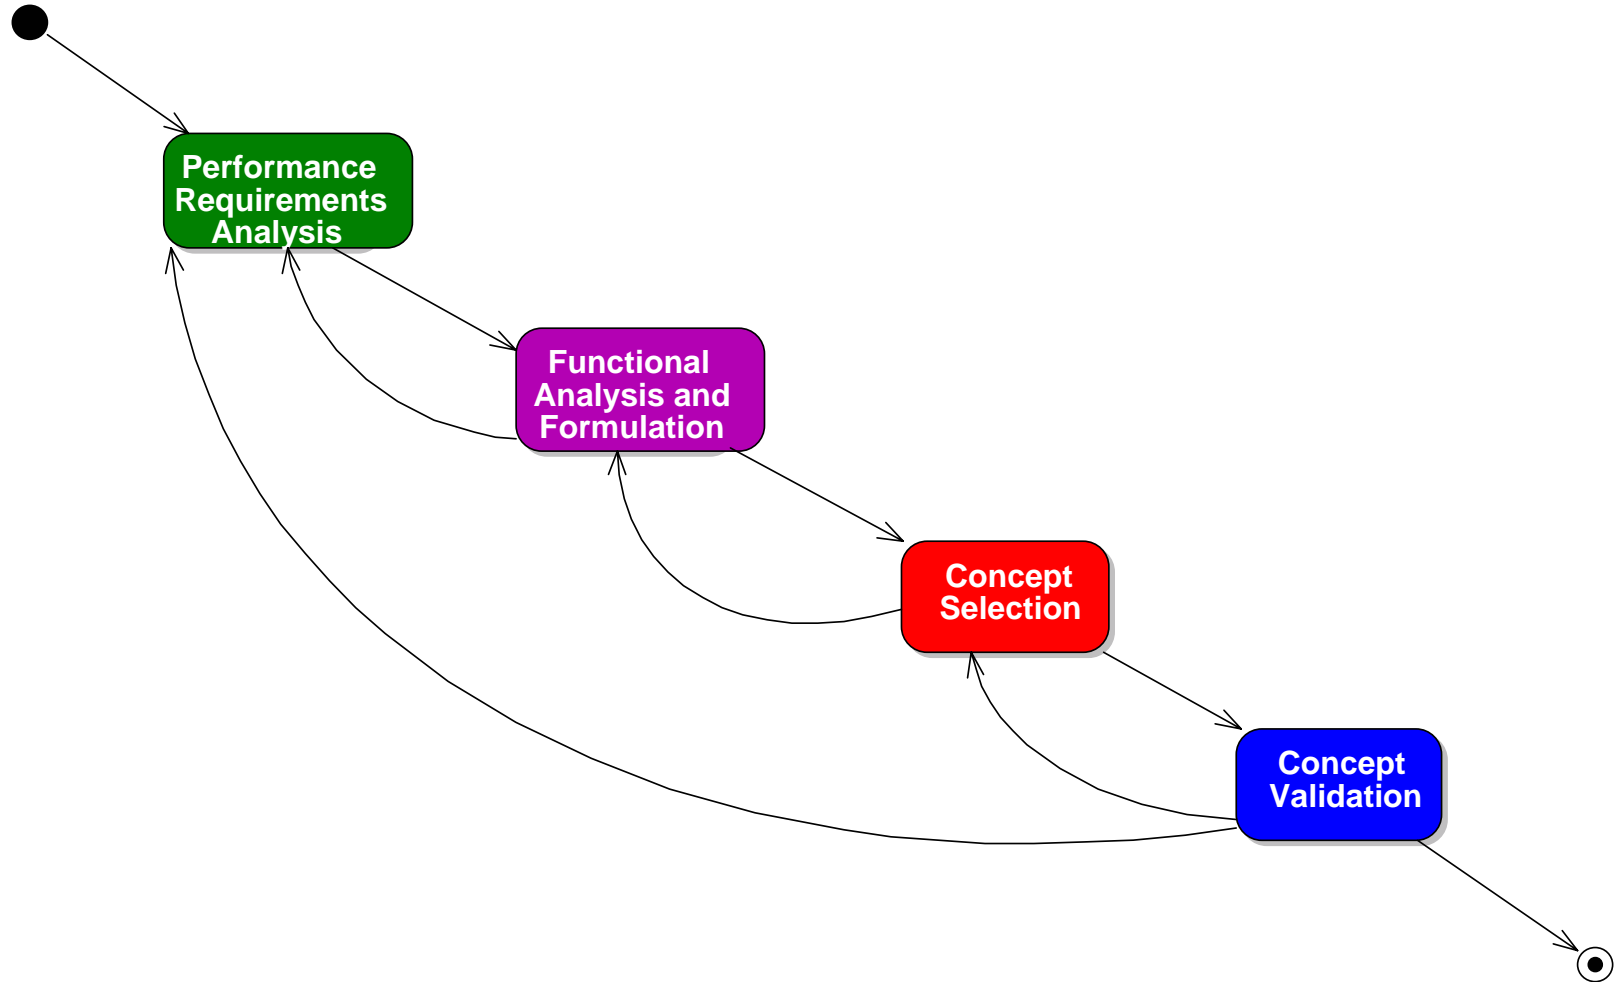 Performance
Requirements
Analysis
Functional
Analysis and
Formulation
Concept
Selection
Concept
Validation